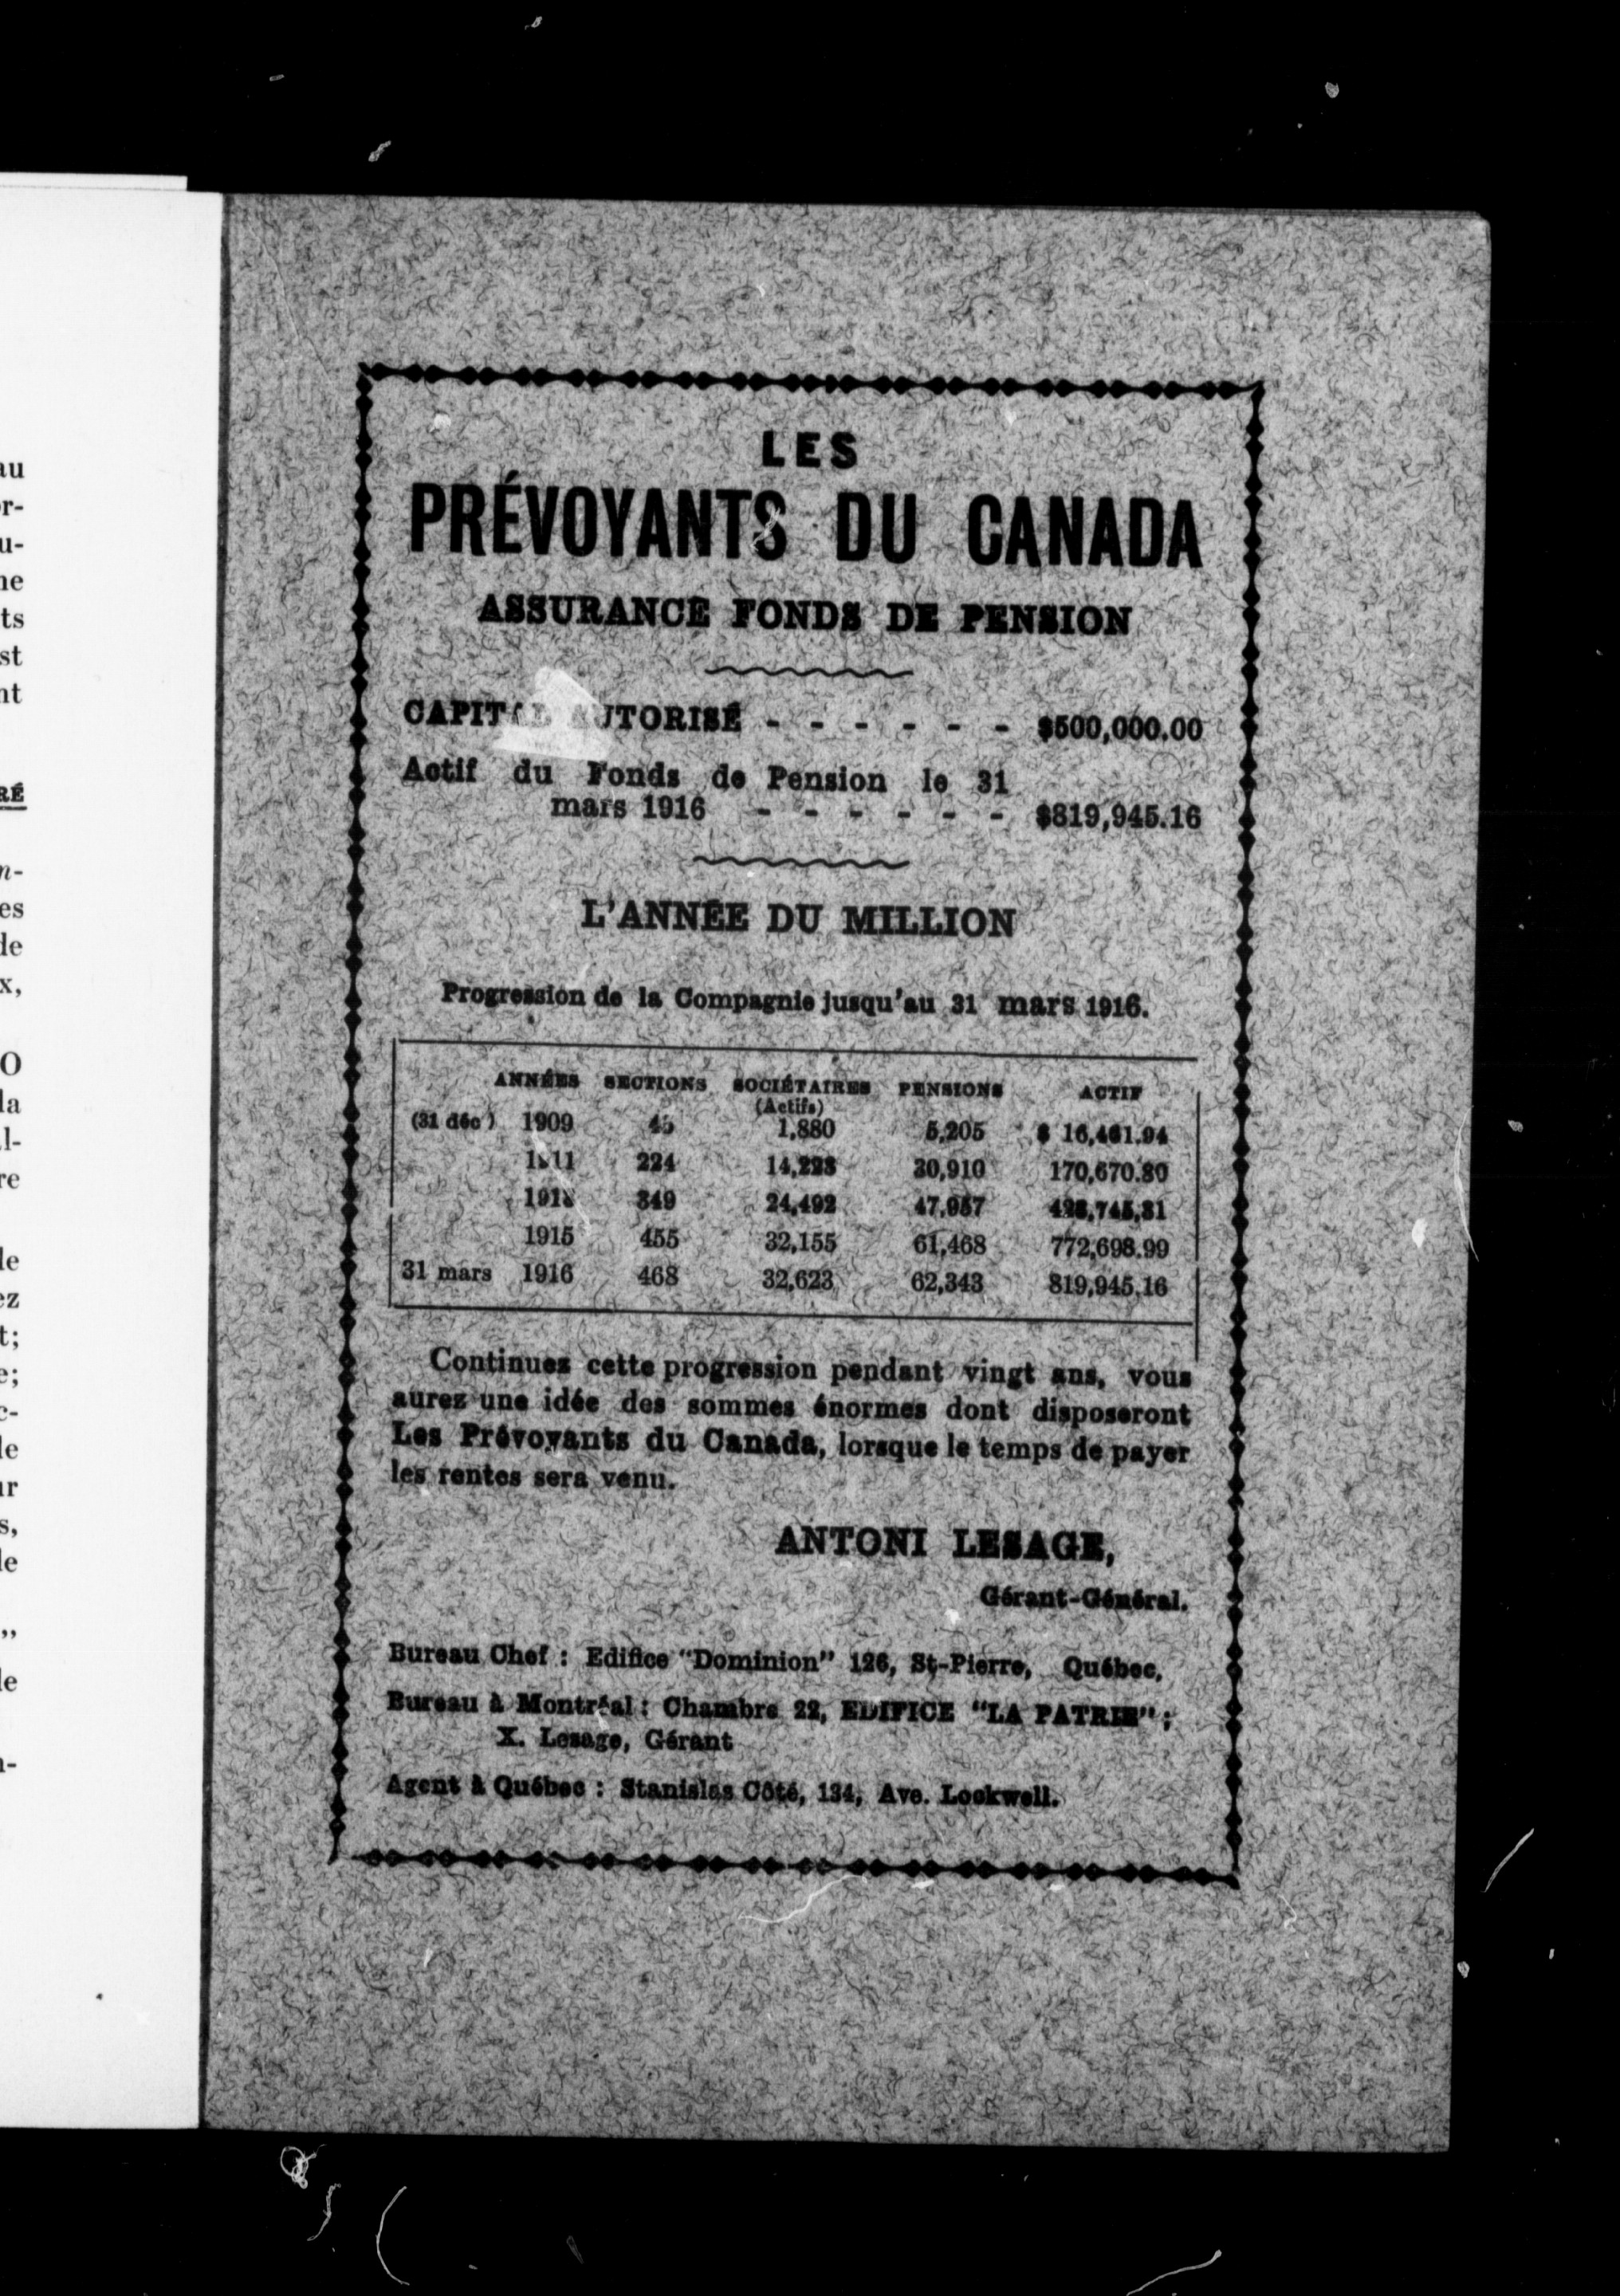 LES
PRÉVOYANTS DU CANADA
ASSURANCE FONDS DE PENSION
CAPITAL AUTORISÉ - - - - - - $500,000.00
Actif du Fonds de Pension le 31
mars 1916 - - - - - - $819,945.16
L'ANNÉE DU MILLION
Progression de la Compagnie jusqu'au 31 mars 1916.
ANNÉES SECTIONS SOCIÉTAIRES PENSIONS ACTIF
(Actifs)
(31 déc) 1909 45 1,880 5,205 $ 16,461.94
1911 224 14,223 30,910 170,670.80
349 24,492 47,957
1915 455 32,155 61,468 772,698.99
31 mars 1916 468 32,623 62,343 819,945.16
Continuez cette progression pendant vingt ans, vous
aurez une idée des sommes énormes dont disposeront
Les Prévoyants du Canada, lorsque le temps de payer
les rentes sera venu.
ANTONI LESAGE,
Gérant-Général.
Bureau Chef : Edifice "Dominion" 126, St-Pierre, Québec,
Bureau à Montréal : Chambre 22, EDIFICE "LA PATRIE" ;
X. Lesage, Gérant
Agent à Québec : Stanislas Côté, 134, Ave. Lockwell.